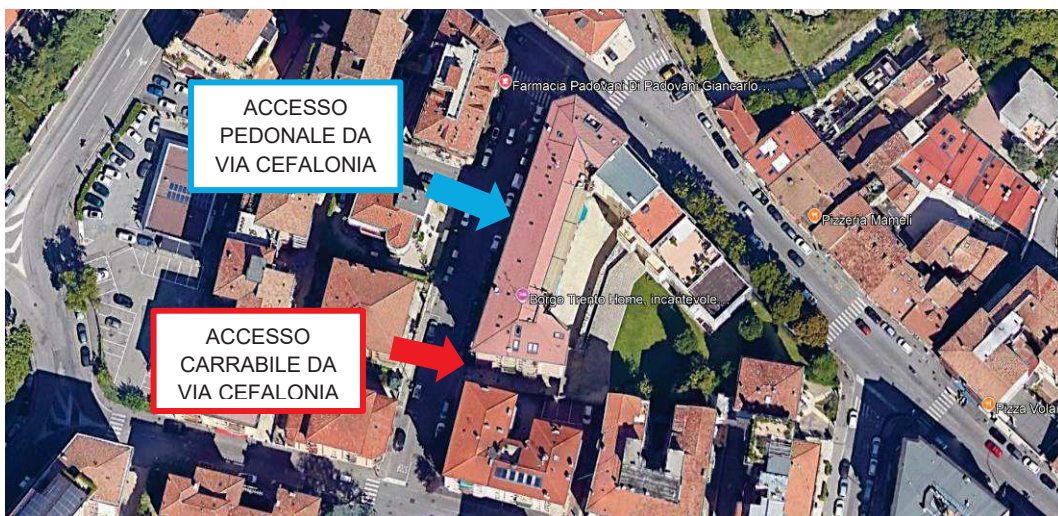 ACCESSO
PEDONALE DA
VIA CEFALONIA
Farmacia Padovani Di Padovani Giancarlo...
Pizzeria Mameli
Borgo Trento Home, incantevole...
ACCESSO
CARRABILE DA
VIA CEFALONIA
Pizza Vola